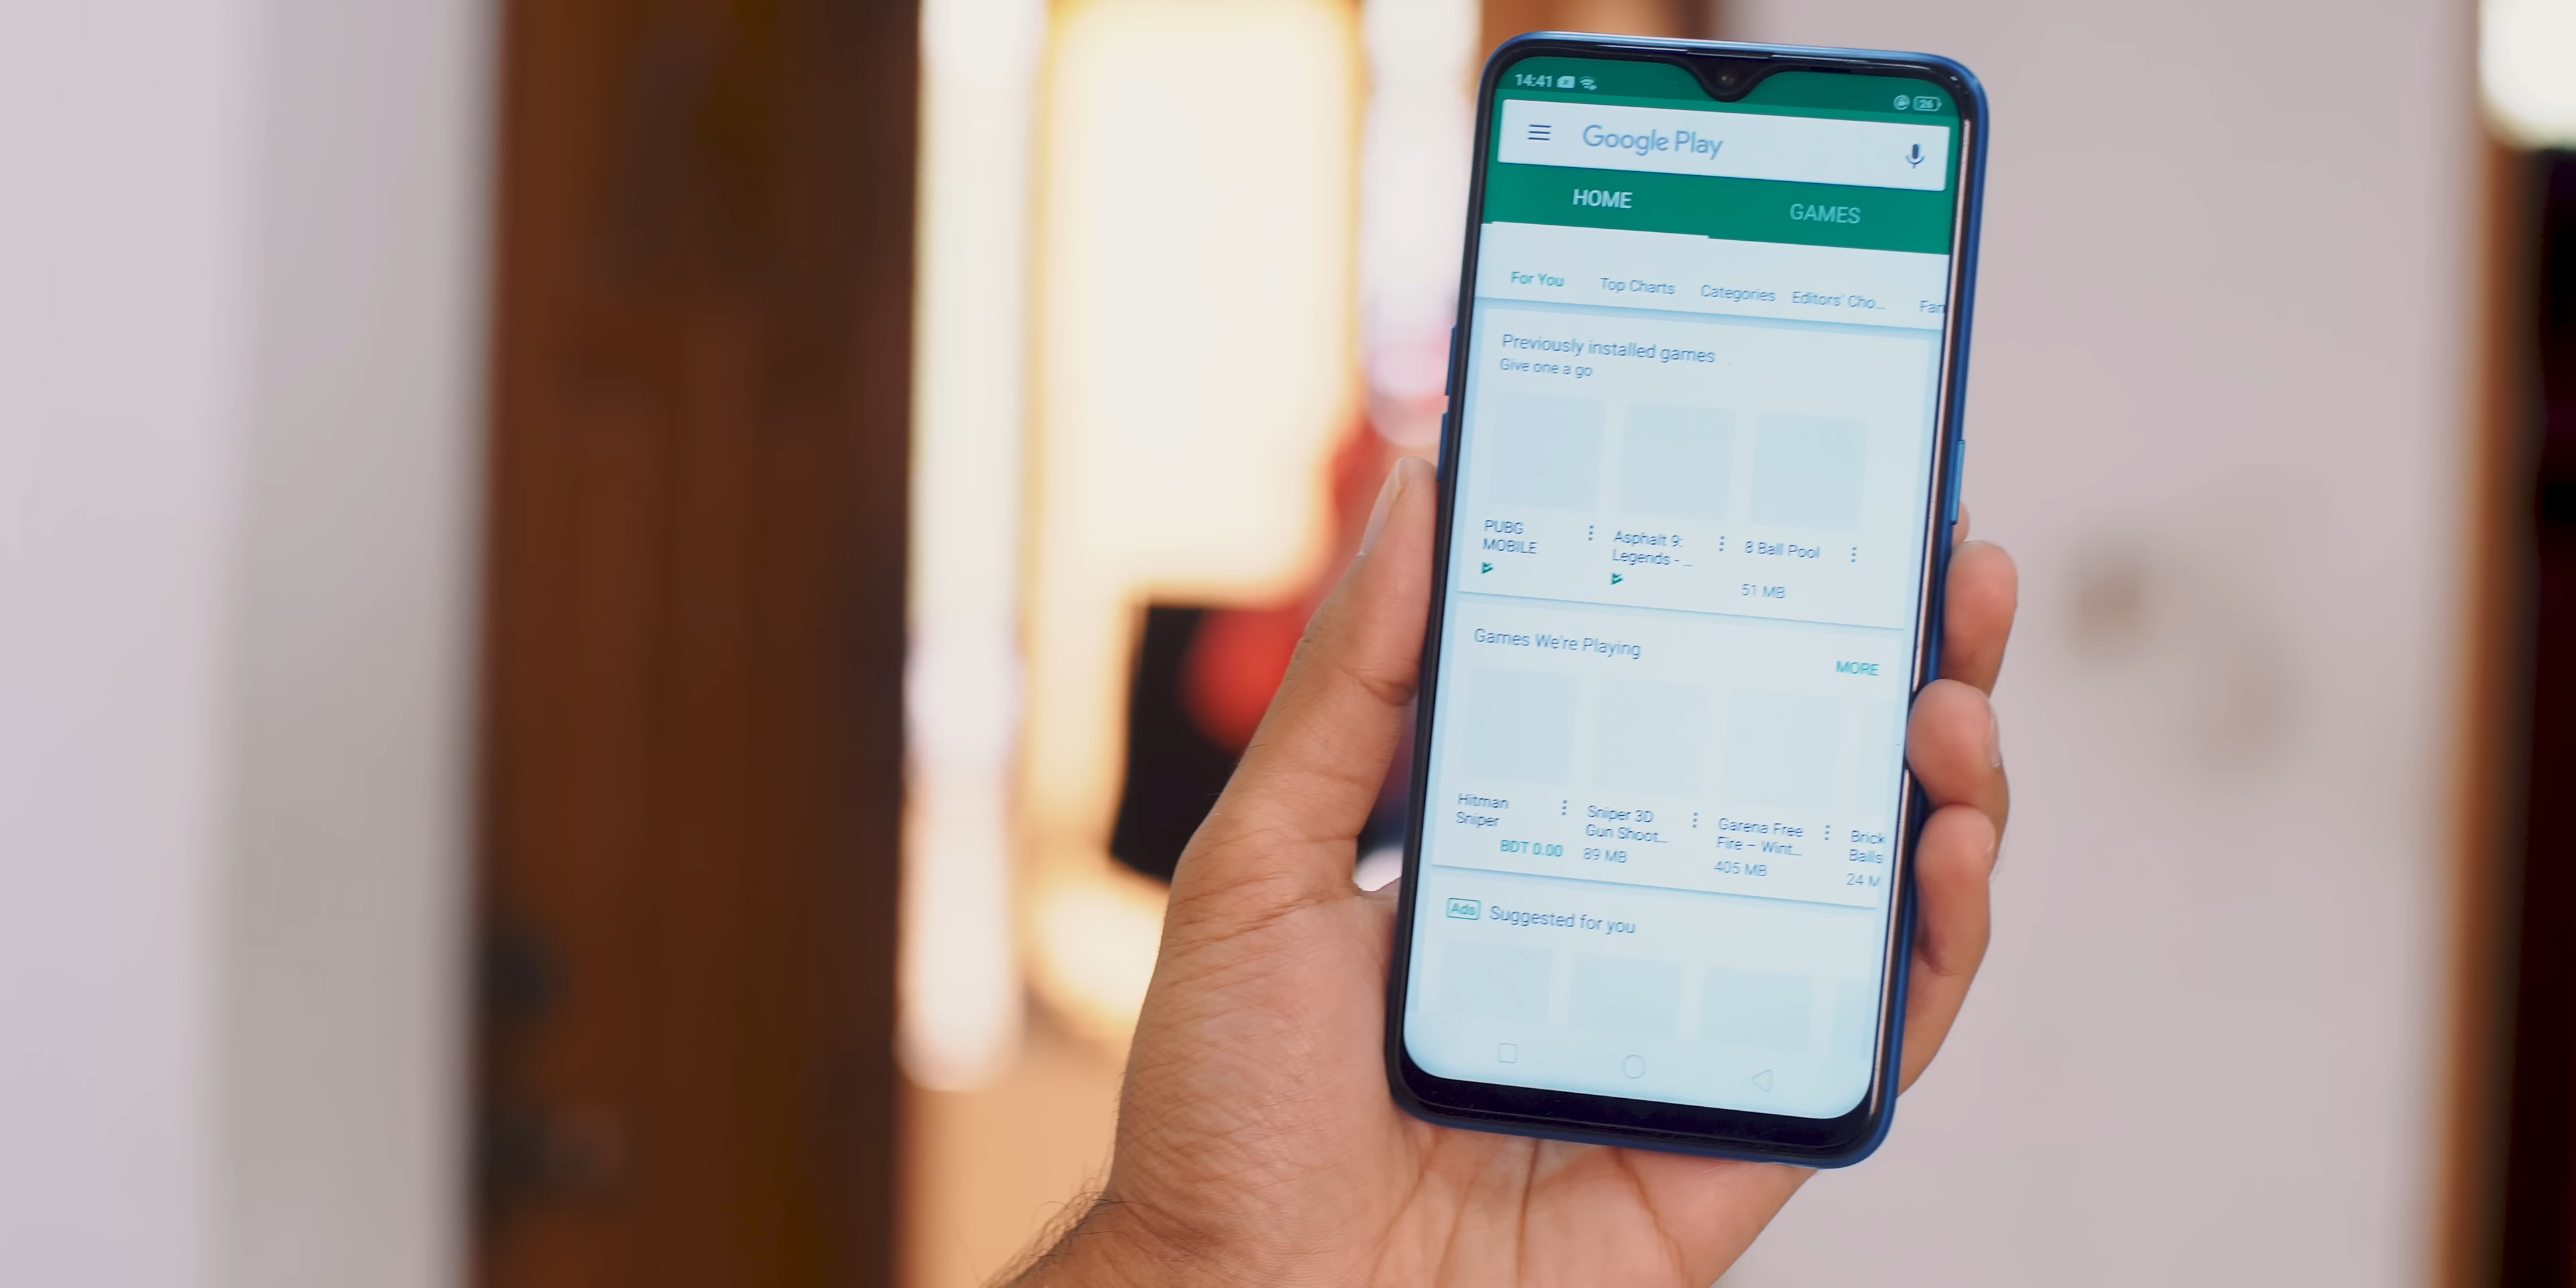 14:41
26
Google Play
HOME
GAMES
For You
Top Charts
Categories
Editors' Cho...
Fan
Previously installed games
Give one a go
PUBG
MOBILE
Asphalt 9:
Legends - ...
8 Ball Pool
51 MB
Games We're Playing
MORE
Hitman
Sniper
BDT 0.00
Sniper 3D
Gun Shoot...
89 MB
Garena Free
Fire – Wint...
405 MB
Brick
Balls
24 M
Ads
Suggested for you